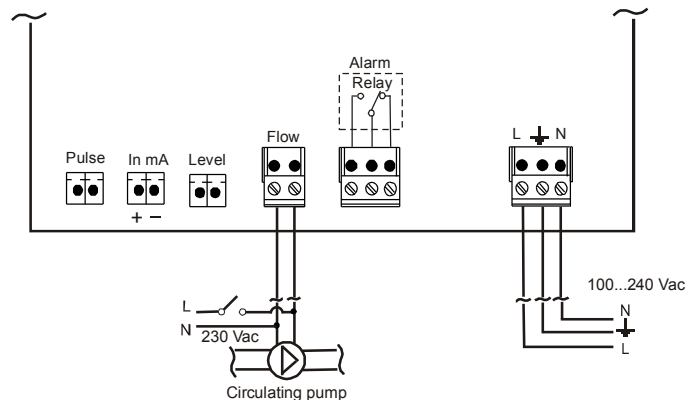 Alarm
Relay
Flow
L N
Pulse
In mA
Level
+ −
100...240 Vac
L
N
230 Vac
N
L
Circulating pump